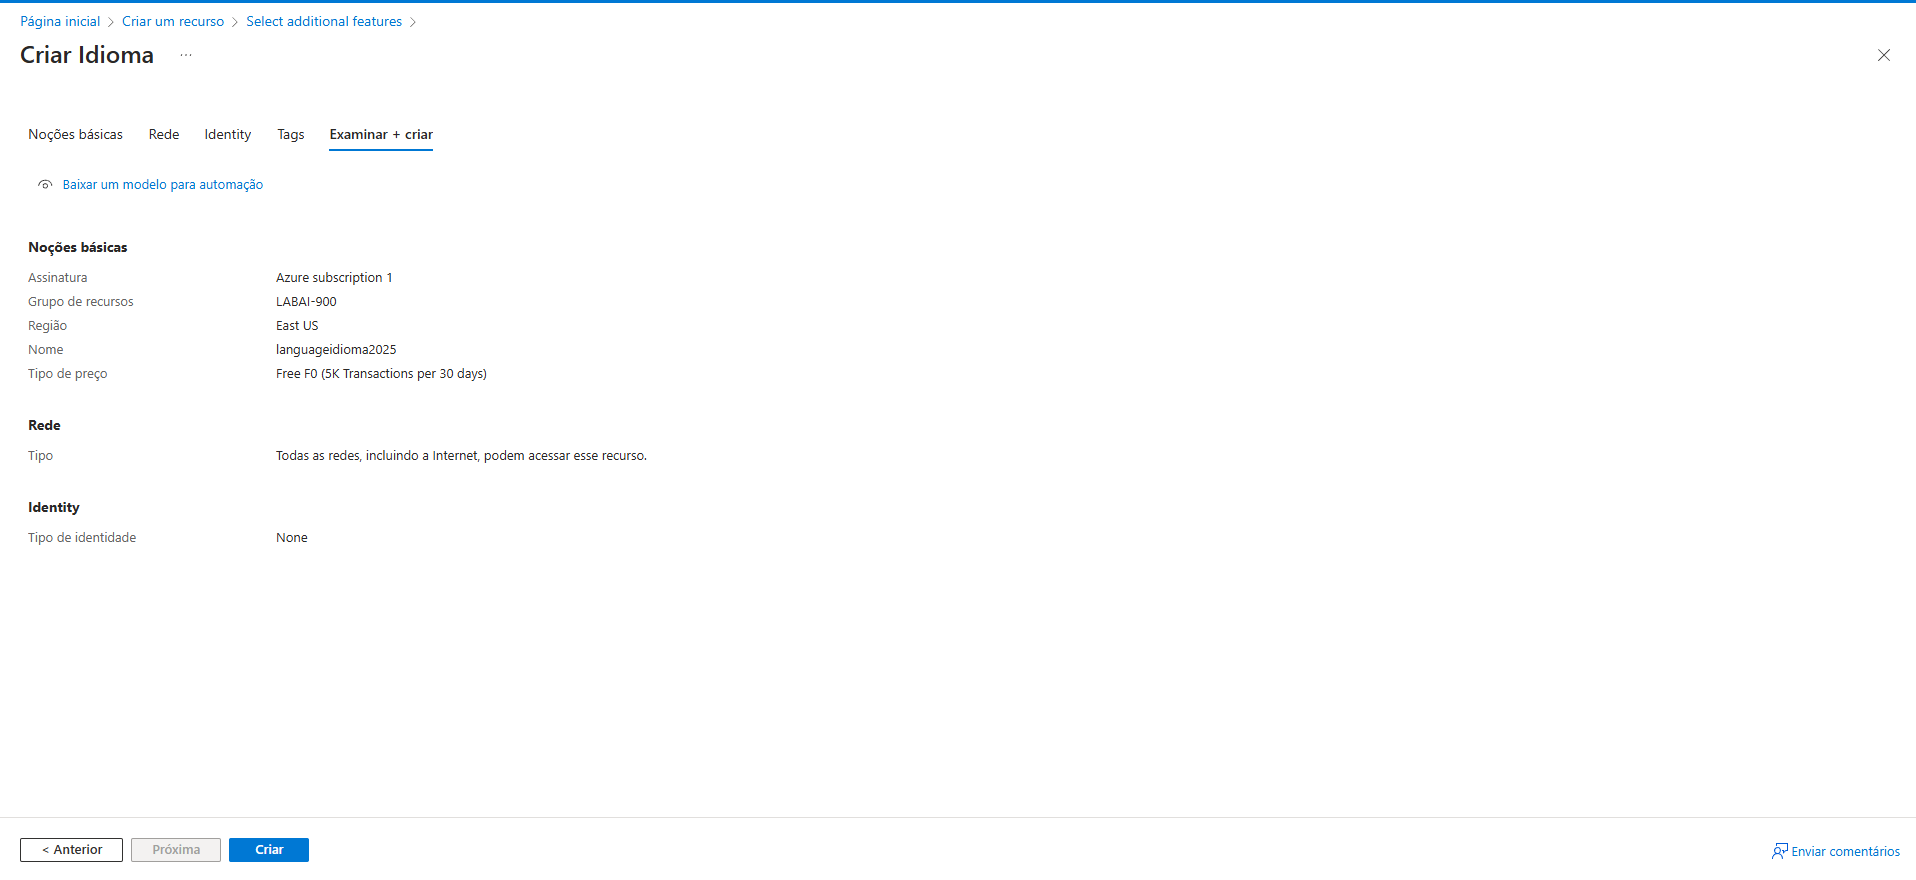 Página inicial > Criar um recurso > Select additional features >
Criar Idioma ...
Noções básicas Rede Identity Tags Examinar + criar
Baixar um modelo para automação
Noções básicas
Assinatura Azure subscription 1
Grupo de recursos LABAI-900
Região East US
Nome languageidioma2025
Tipo de preço Free F0 (5K Transactions per 30 days)
Rede
Tipo Todas as redes, incluindo a Internet, podem acessar esse recurso.
Identity
Tipo de identidade None
< Anterior Próxima Criar Enviar comentários